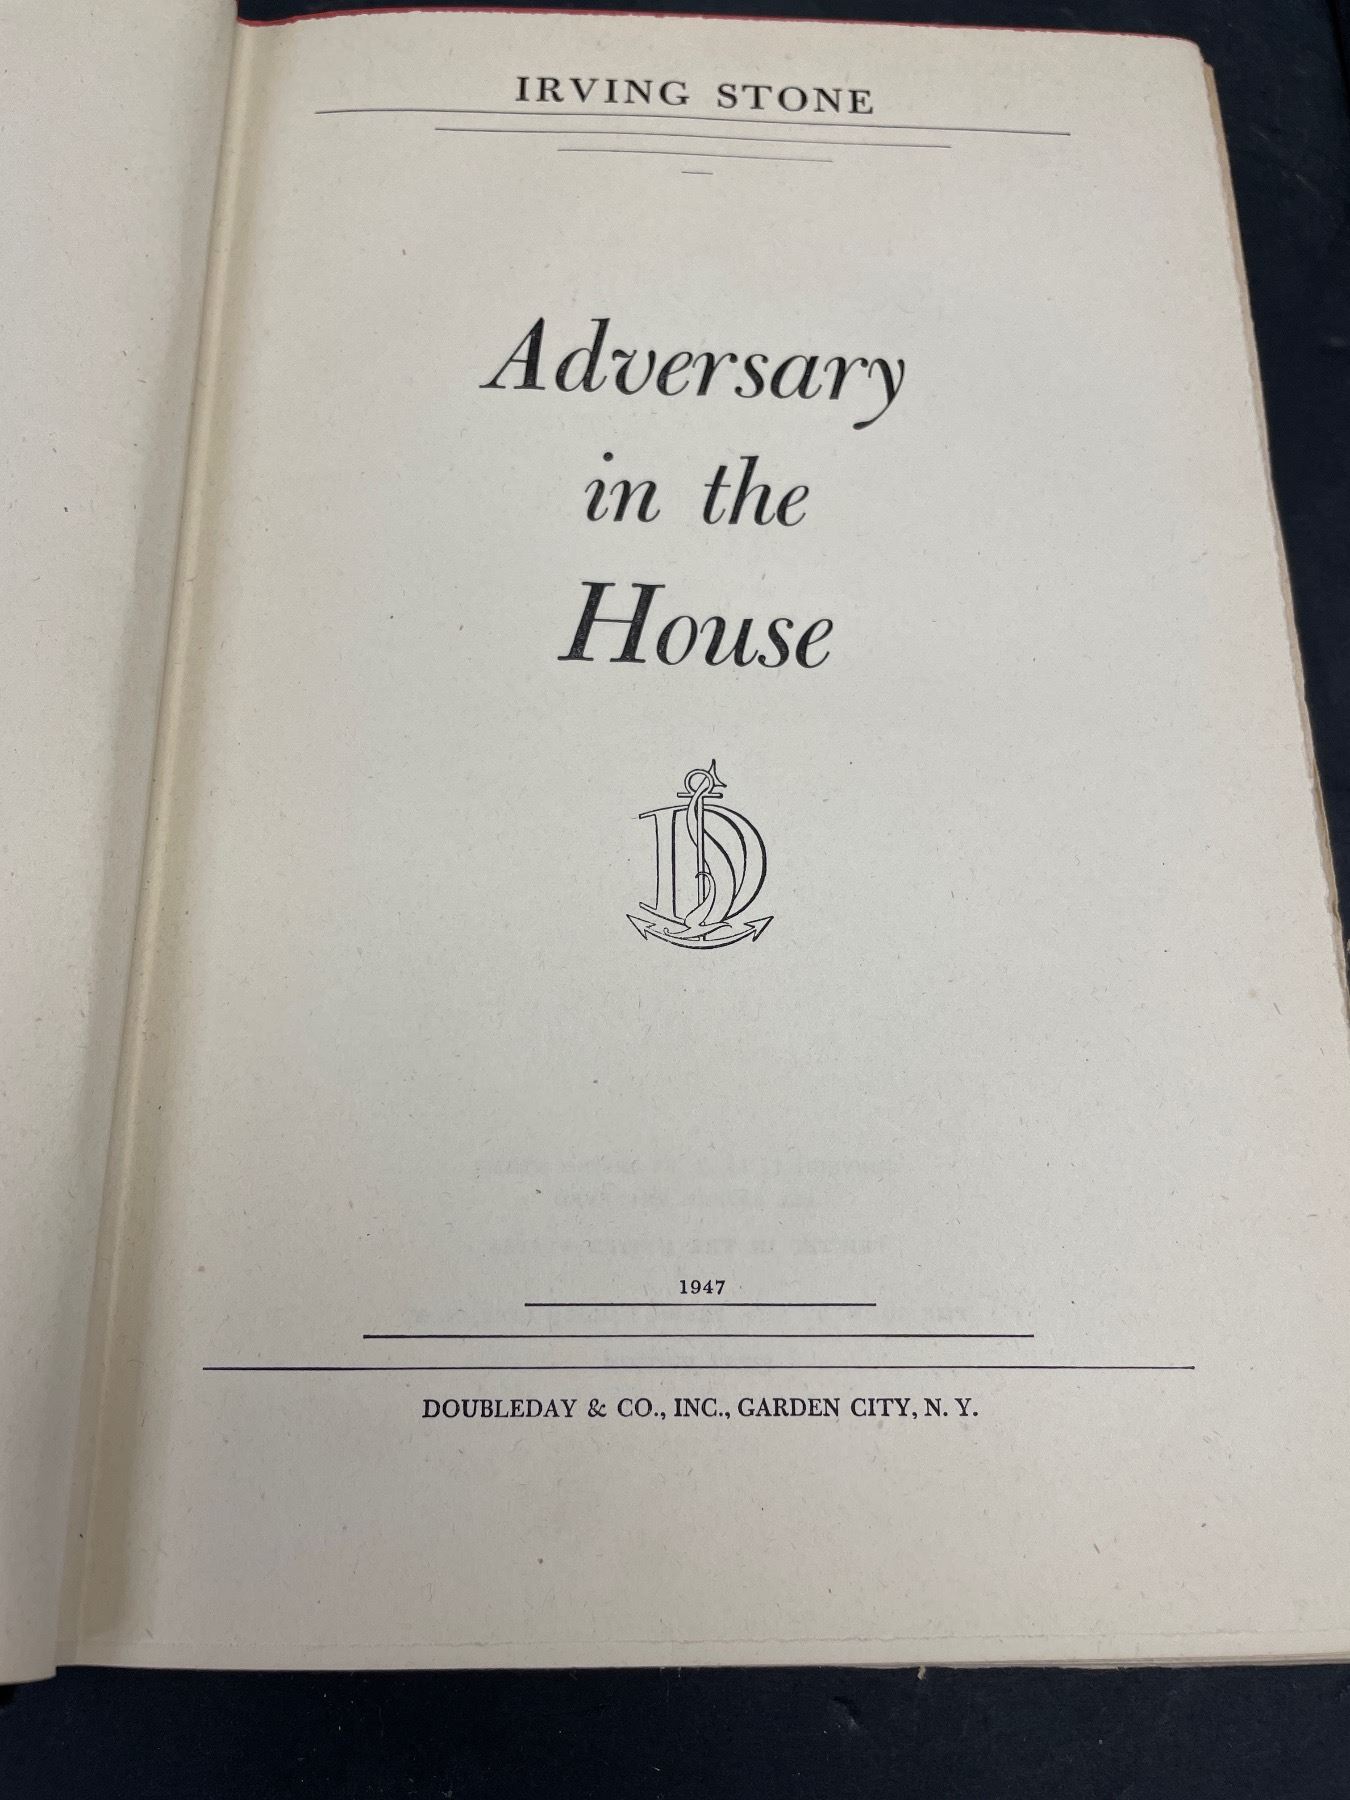 IRVING STONE
Adversary
in the
House
1947
DOUBLEDAY & CO., INC., GARDEN CITY, N. Y.